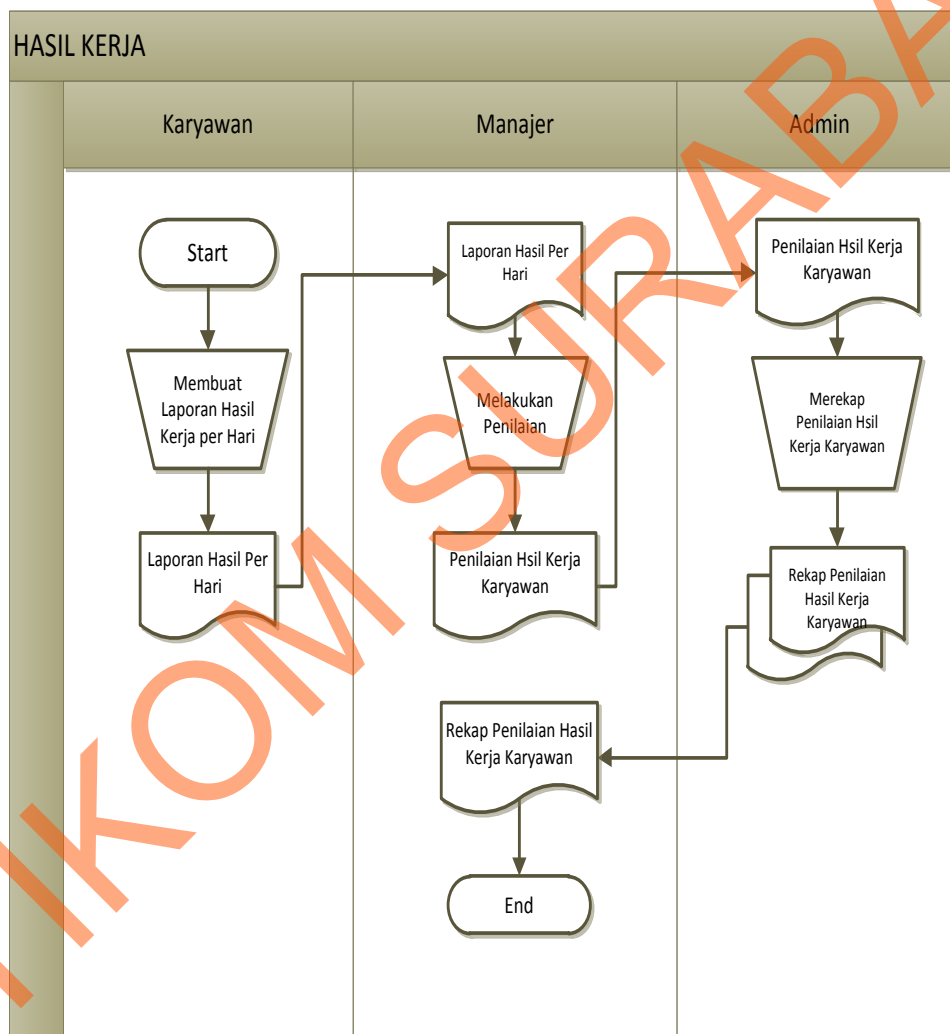 HASIL KERJA
Karyawan
Manajer
Admin
Start
Membuat
Laporan Hasil
Kerja per Hari
Laporan Hasil Per
Hari
Laporan Hasil Per
Hari
Melakukan
Penilaian
Penilaian Hsil Kerja
Karyawan
Penilaian Hsil Kerja
Karyawan
Merekap
Penilaian Hsil
Kerja Karyawan
Rekap Penilaian
Hasil Kerja
Karyawan
Rekap Penilaian Hasil
Kerja Karyawan
End
IKOM SURABA